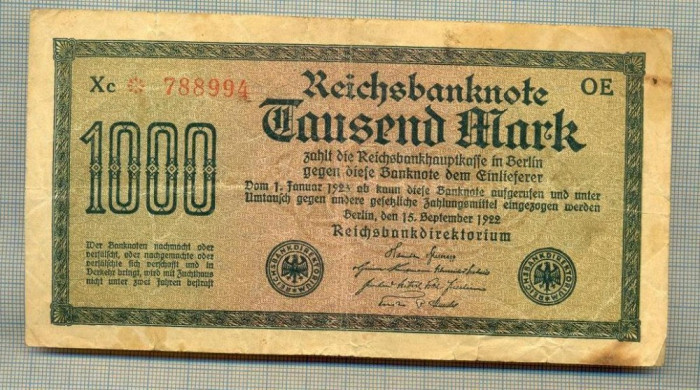 Xc * 788994
Reichsbanknote
OE
1000
Tausend Mark
zahlt die Reichsbankhauptkasse in Berlin
gegen diese Banknote dem Einlieferer
Vom 1. Januar 1923 ab kann diese Banknote aufgerufen und unter
Umtausch gegen andere gesetzliche Zahlungsmittel eingezogen werden
Berlin, den 15. September 1922
Reichsbankdirektorium
Wer Banknoten nachmacht oder
verfälscht, oder nachgemachte oder
verfälschte sich verschafft und in
Verkehr bringt, wird mit Zuchthaus
nicht unter zwei Jahren bestraft
REICHSBANKDIREKTORIUM
REICHSBANKDIREKTORIUM